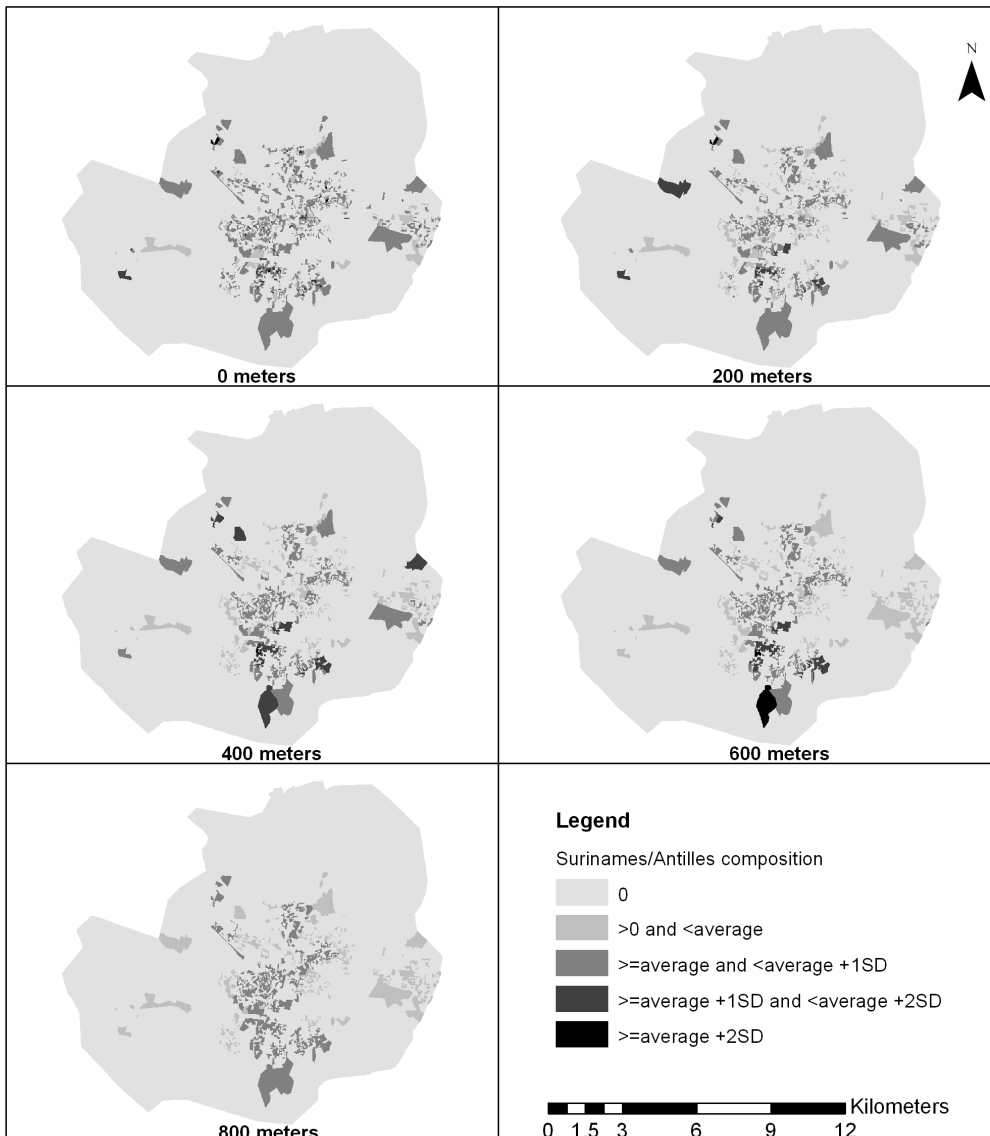 N
0 meters
200 meters
400 meters
600 meters
800 meters
Legend
Surinames/Antilles composition
0
>0 and <average
>=average and <average +1SD
>=average +1SD and <average +2SD
>=average +2SD
Kilometers
0 1.5 3 6 9 12